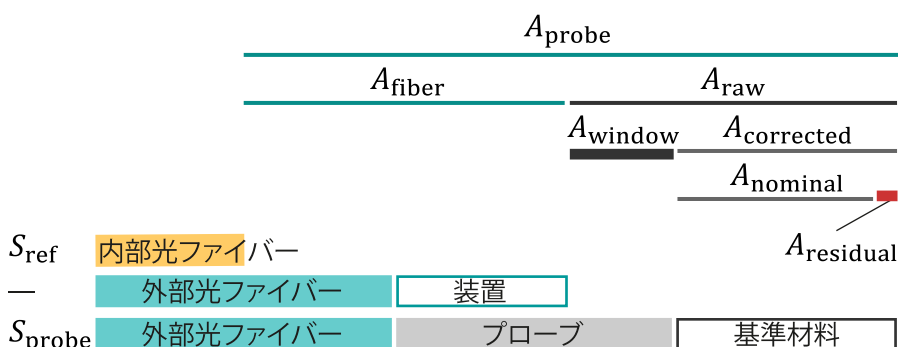 A_probe
A_fiber A_raw
A_window A_corrected
A_nominal
A_residual
S_ref 内部光ファイバー
— 外部光ファイバー 装置
S_probe 外部光ファイバー プローブ 基準材料